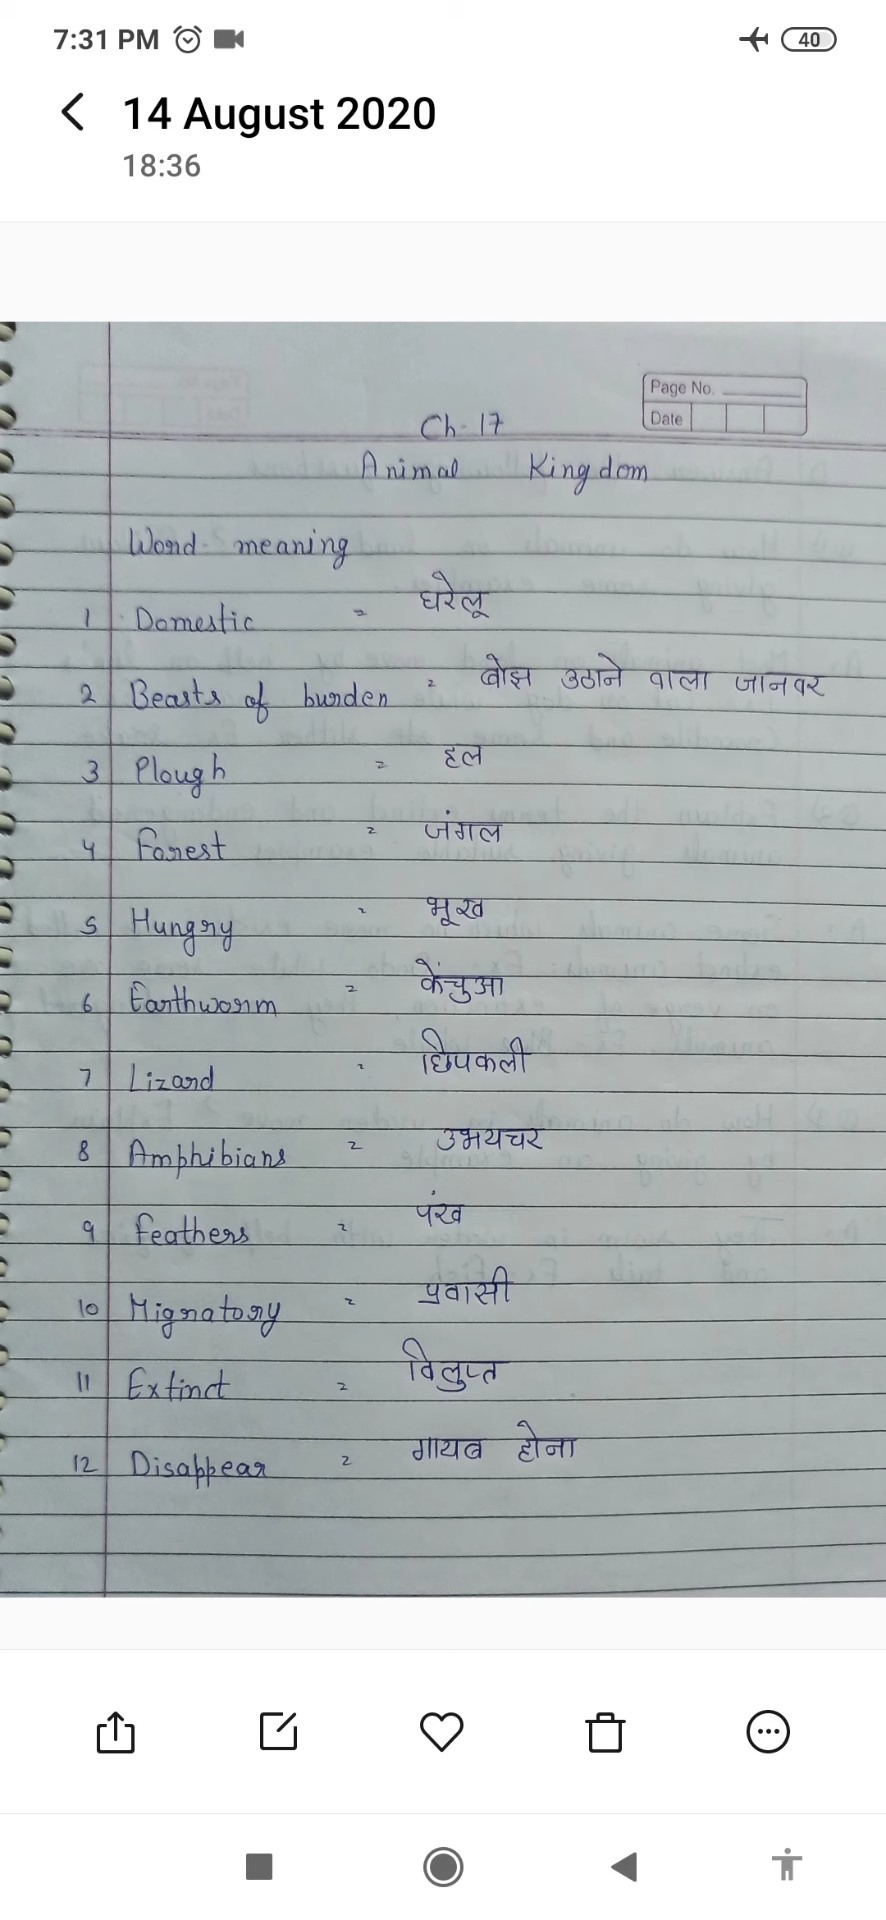 7:31 PM
40
14 August 2020
18:36
Page No.
Date
Ch-17
Animal Kingdom
Word-meaning
1 Domestic = घरेलू
2 Beasts of burden = बोझ उठाने वाला जानवर
3 Plough = हल
4 Forest = जंगल
5 Hungry = भूख
6 Earthworm = केंचुआ
7 Lizard = छिपकली
8 Amphibians = उभयचर
9 Feathers = पंख
10 Migratory = प्रवासी
11 Extinct = विलुप्त
12 Disappear = गायब होना